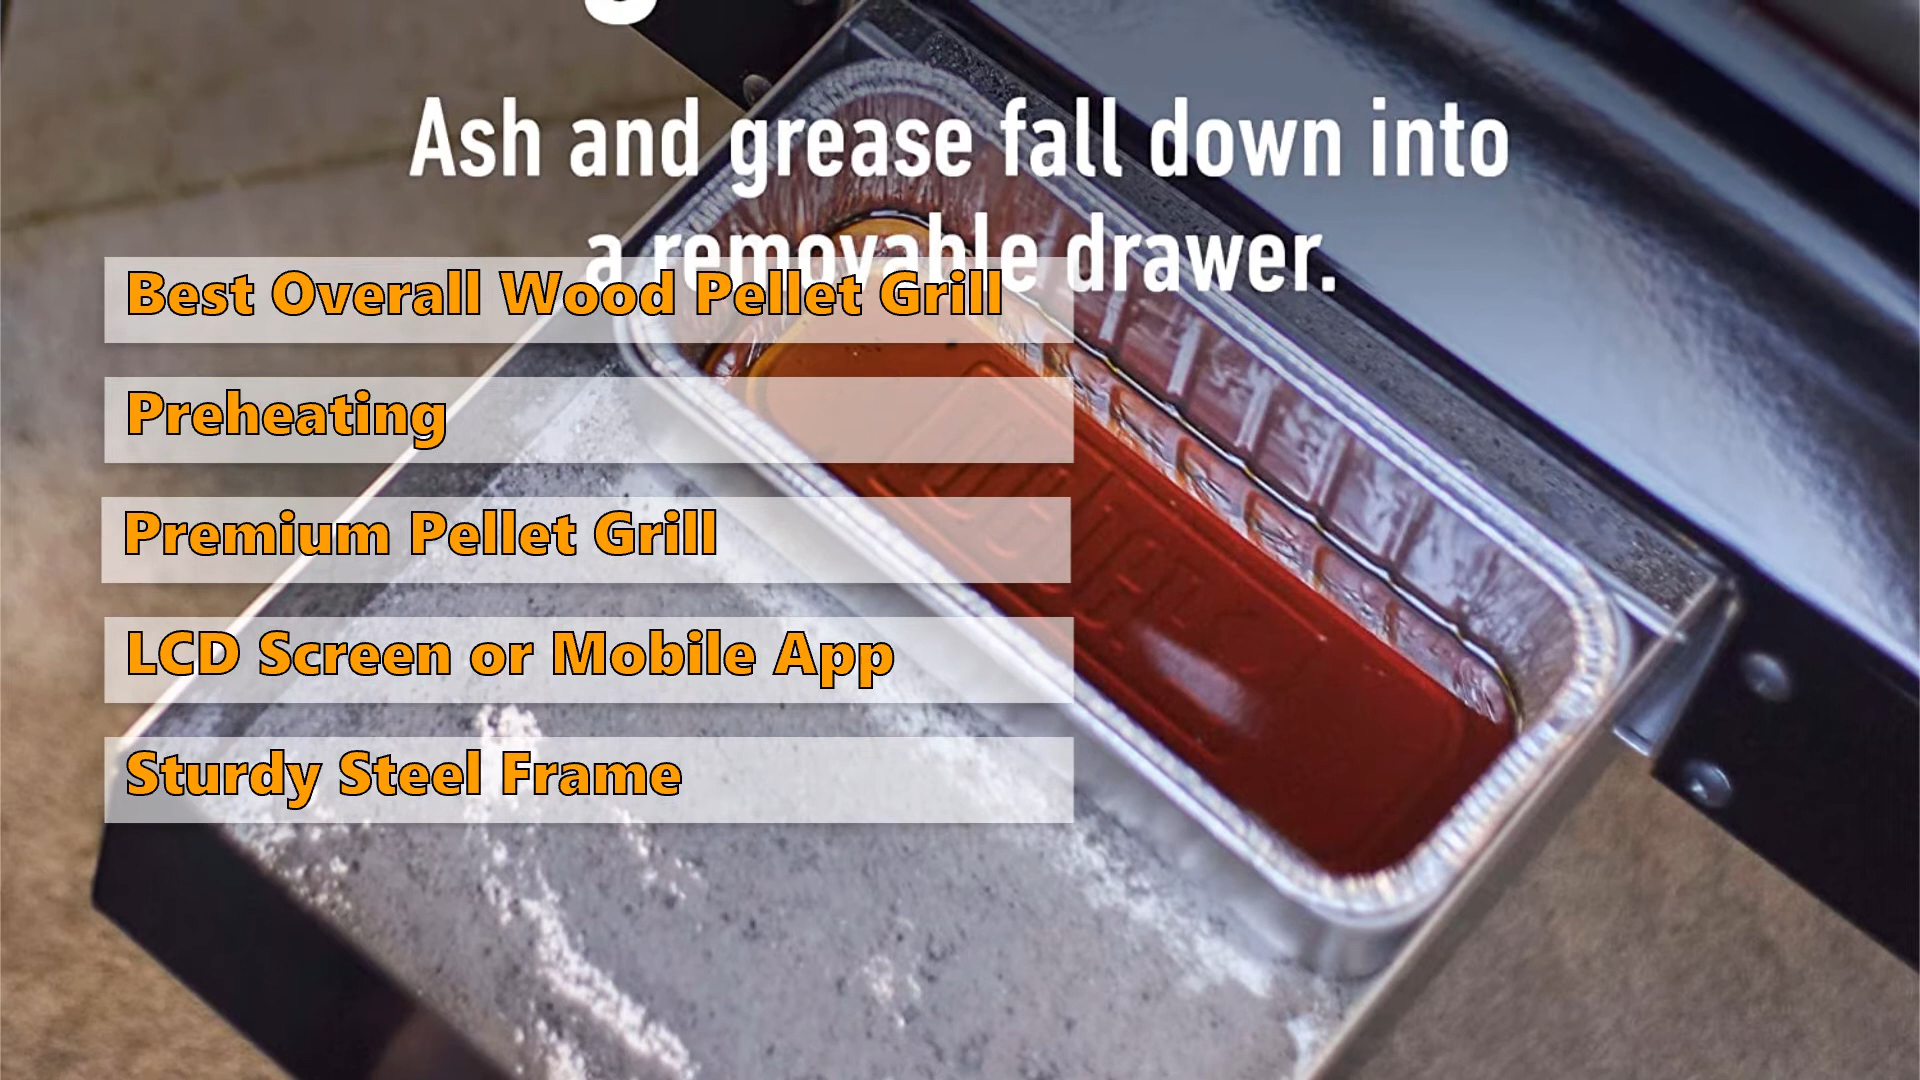 Ash and grease fall down into
a removable drawer.
Best Overall Wood Pellet Grill
Preheating
Premium Pellet Grill
LCD Screen or Mobile App
Sturdy Steel Frame